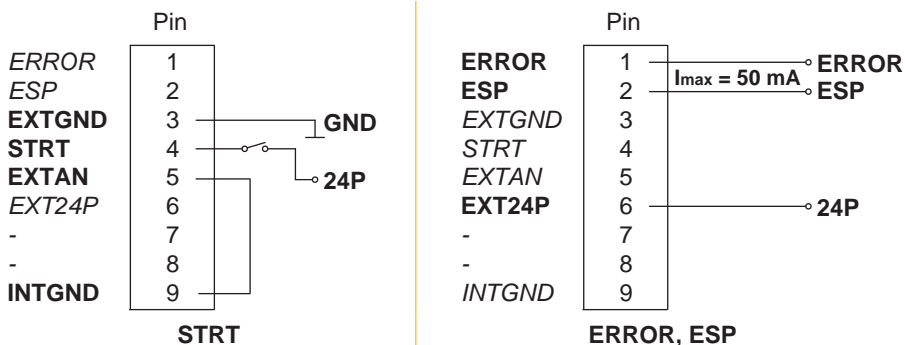 Pin
ERROR 1
ESP 2
EXTGND 3 GND
STRT 4
EXTAN 5 24P
EXT24P 6
- 7
- 8
INTGND 9
STRT
Pin
ERROR 1 ERROR
Imax = 50 mA
ESP 2 ESP
EXTGND 3
STRT 4
EXTAN 5
EXT24P 6 24P
- 7
- 8
INTGND 9
ERROR, ESP